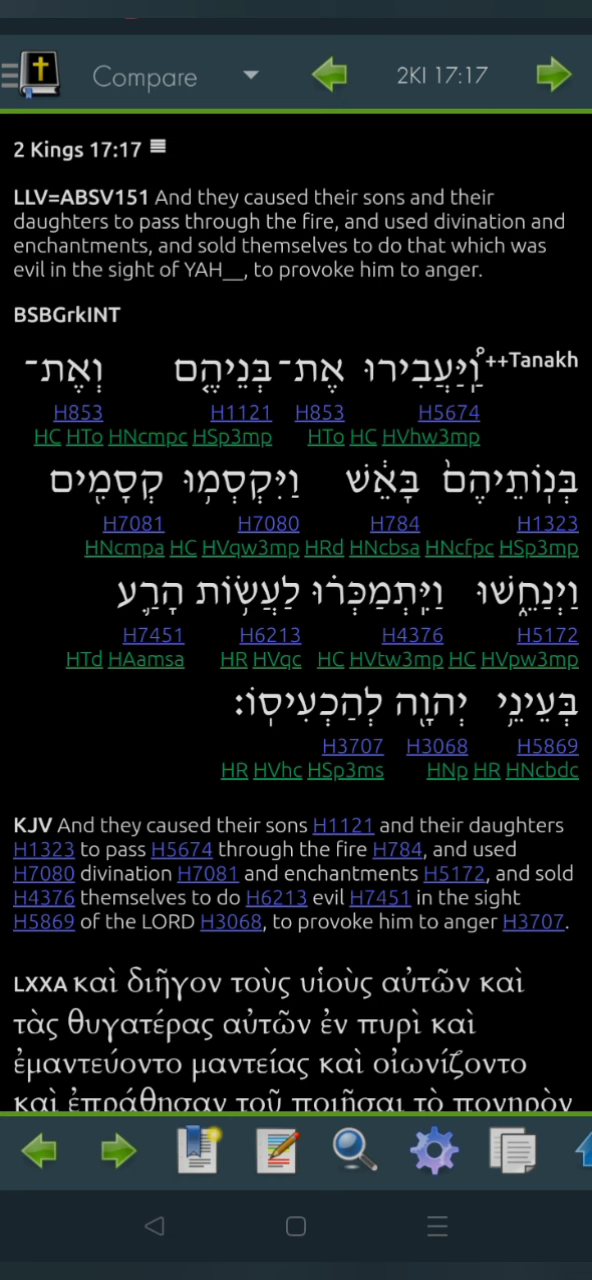 Compare
2KI 17:17
2 Kings 17:17
LLV=ABSV151 And they caused their sons and their
daughters to pass through the fire, and used divination and
enchantments, and sold themselves to do that which was
evil in the sight of YAH__, to provoke him to anger.
BSBGrkINT
++Tanakh וַֽיַּעֲבִירוּ אֶת־ בְּנֵיהֶ֤ם וְאֶת־
H5674 H853 H1121 H853
HC HTo HNcmpc HSp3mp HTo HC HVhw3mp
בְּנֽוֹתֵיהֶם֙ בָּאֵ֔שׁ וַיִּקְסְמ֥וּ קְסָמִ֖ים
H1323 H784 H7080 H7081
HNcmpa HC HVqw3mp HRd HNcbsa HNcfpc HSp3mp
וַיְנַחֵ֑שׁוּ וַיִּֽתְמַכְּר֗וּ לַעֲשׂ֥וֹת הָרַ֛ע
H5172 H4376 H6213 H7451
HTd HAamsa HR HVqc HC HVtw3mp HC HVpw3mp
בְּעֵינֵ֥י יְהוָ֖ה לְהַכְעִיסֽוֹ׃
H5869 H3068 H3707
HR HVhc HSp3ms HNp HR HNcbdc
KJV And they caused their sons H1121 and their daughters
H1323 to pass H5674 through the fire H784, and used
H7080 divination H7081 and enchantments H5172, and sold
H4376 themselves to do H6213 evil H7451 in the sight
H5869 of the LORD H3068, to provoke him to anger H3707.
LXXA καὶ διῆγον τοὺς υἱοὺς αὐτῶν καὶ
τὰς θυγατέρας αὐτῶν ἐν πυρὶ καὶ
ἐμαντεύοντο μαντείας καὶ οἰωνίζοντο
καὶ ἐπράθησαν τοῦ ποιῆσαι τὸ πονηρὸν